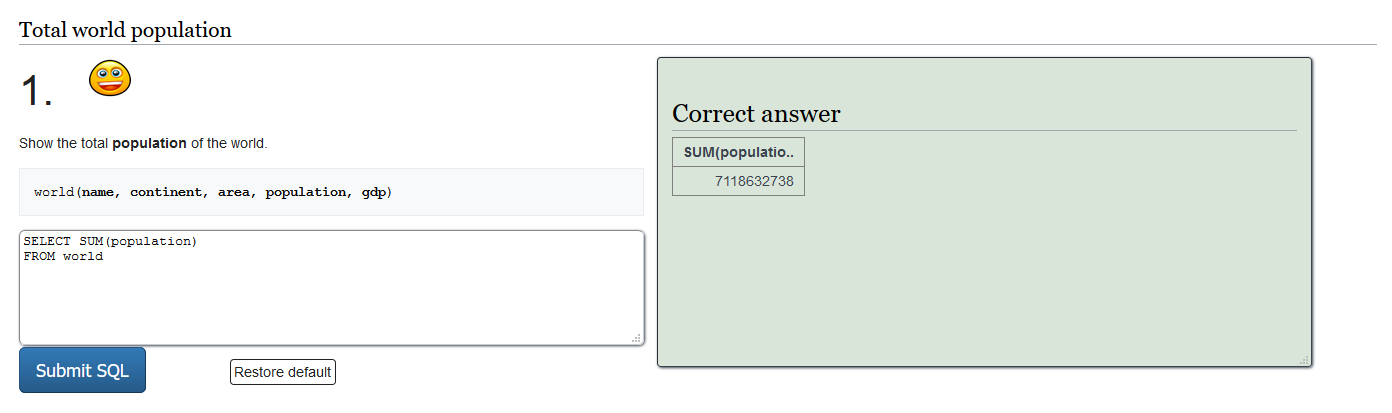 Total world population
1.
Show the total population of the world.
world(name, continent, area, population, gdp)
SELECT SUM(population)
FROM world
Submit SQL
Restore default
Correct answer
SUM(populatio..
7118632738